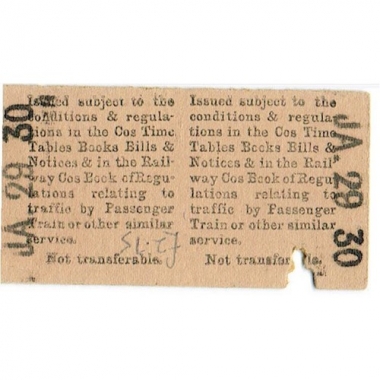 JA 29 30
Issued subject to the
conditions & regula-
tions in the Cos Time
Tables Books Bills &
Notices & in the Rail-
way Cos Book of Regu-
lations relating to
traffic by Passenger
Train or other similar
service.
Not transferable.
Issued subject to the
conditions & regula-
tions in the Cos Time
Tables Books Bills &
Notices & in the Rail
way Cos Book of Regu
lations relating to
traffic by Passenger
Train or other similar
service.
Not transferable.
JA 29 30